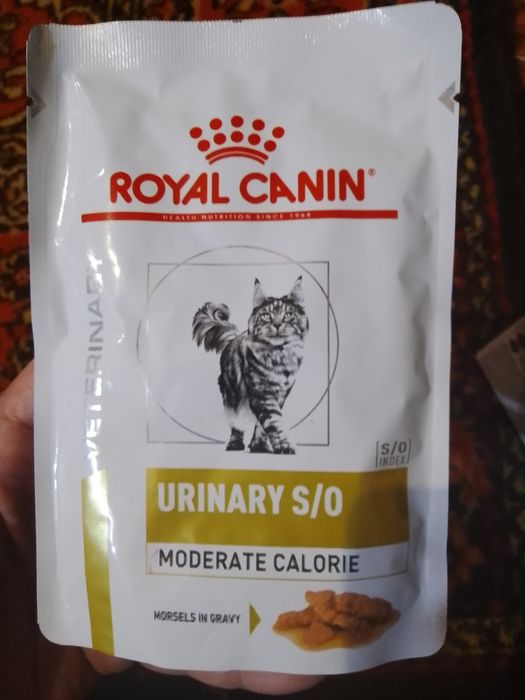 ROYAL CANIN®
HEALTH NUTRITION SINCE 1968
VETERINARY
S/O
INDEX
URINARY S/O
MODERATE CALORIE
MORSELS IN GRAVY